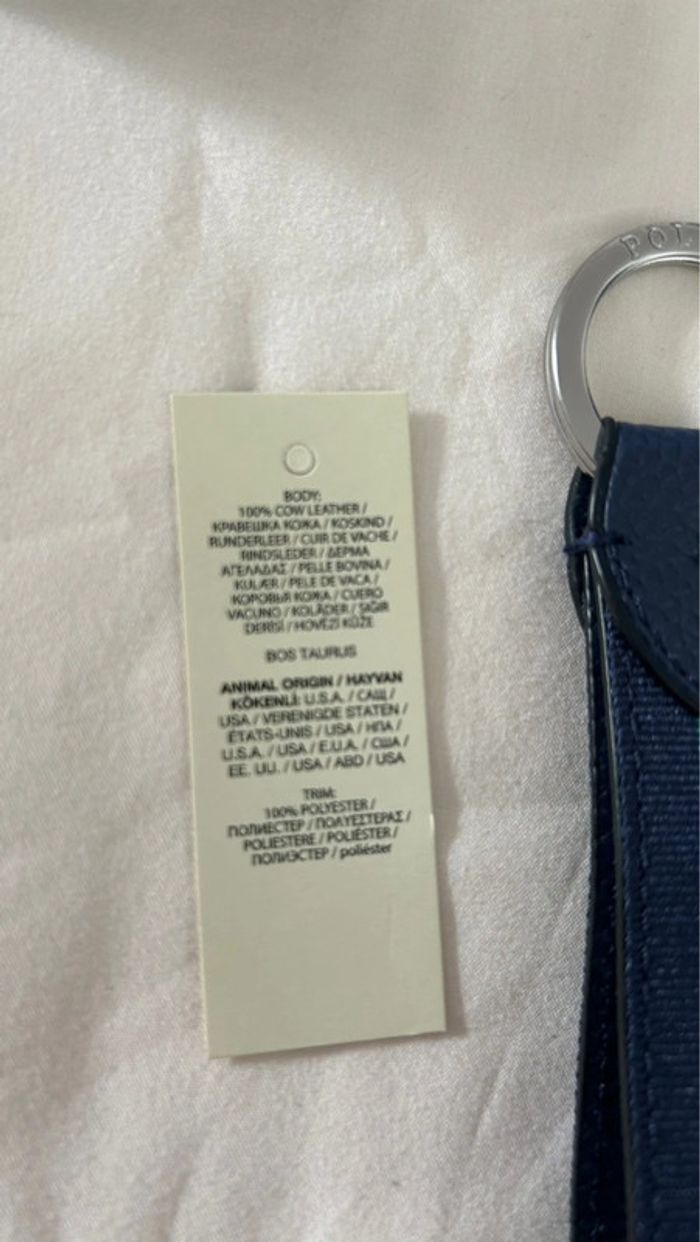 POL
BODY:
100% COW LEATHER /
КРАВЕШКА КОЖА / KOSKIND /
RUNDERLEER / CUIR DE VACHE /
RINDSLEDER / ΔΕΡΜΑ
ΑΓΕΛΑΔΑΣ / PELLE BOVINA /
KULÆR / PELE DE VACA /
КОРОВЬЯ КОЖА / CUERO
VACUNO / KOLÄDER / SIĞIR
DERİSİ / HOVĚZÍ KŮŽE
BOS TAURUS
ANIMAL ORIGIN / HAYVAN
KÖKENLİ: U.S.A. / САЩ /
USA / VERENIGDE STATEN /
ÉTATS-UNIS / USA / ΗΠΑ /
U.S.A. / USA / E.U.A. / США /
EE. UU. / USA / ABD / USA
TRIM:
100% POLYESTER /
ПОЛИЕСТЕР / ΠΟΛΥΕΣΤΕΡΑΣ /
POLIESTERE / POLIÉSTER /
ПОЛИЭСТЕР / poliéster